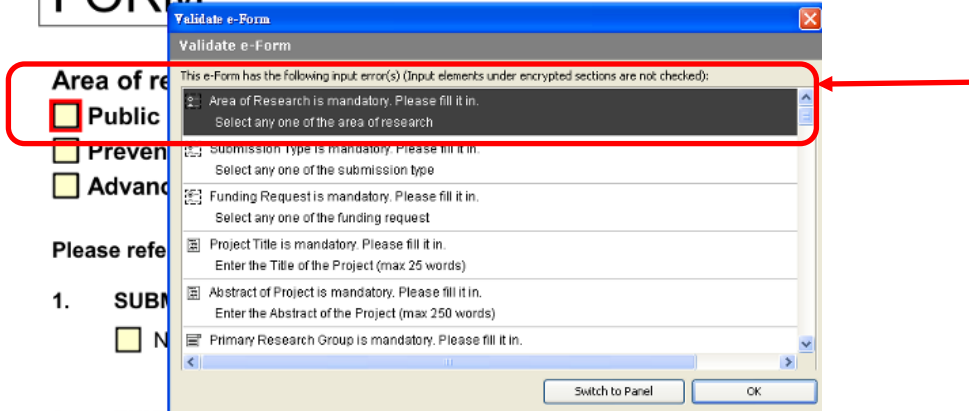 Validate e-Form
Validate e-Form
This e-Form has the following input error(s) (Input elements under encrypted sections are not checked):
Area of Research is mandatory. Please fill it in.
Select any one of the area of research
Submission Type is mandatory. Please fill it in.
Select any one of the submission type
Funding Request is mandatory. Please fill it in.
Select any one of the funding request
Project Title is mandatory. Please fill it in.
Enter the Title of the Project (max 25 words)
Abstract of Project is mandatory. Please fill it in.
Enter the Abstract of the Project (max 250 words)
Primary Research Group is mandatory. Please fill it in.
Switch to Panel OK
Area of re
Public
Preven
Advanc
Please refe
1. SUBM
N